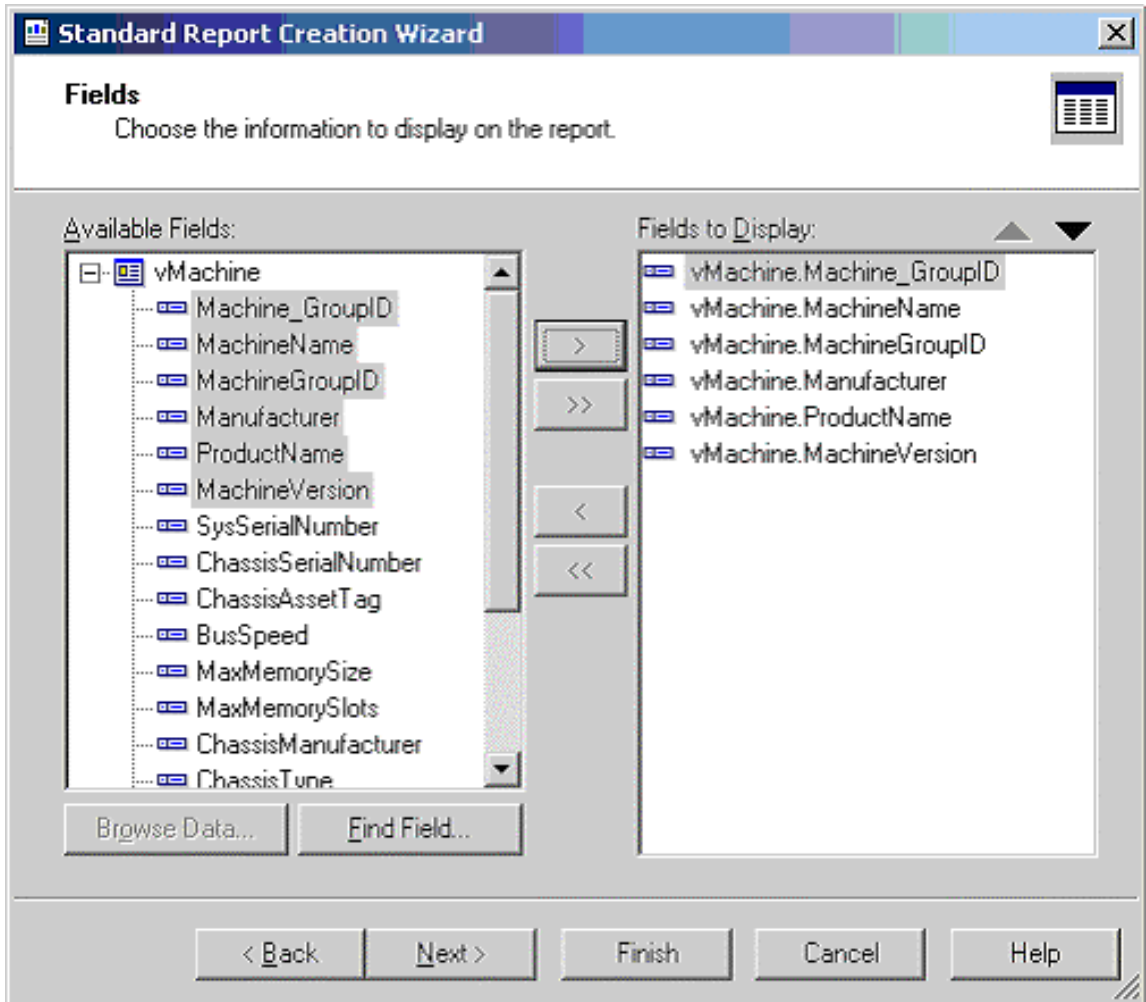 Standard Report Creation Wizard
Fields
Choose the information to display on the report.
Available Fields:
vMachine
Machine_GroupID
MachineName
MachineGroupID
Manufacturer
ProductName
MachineVersion
SysSerialNumber
ChassisSerialNumber
ChassisAssetTag
BusSpeed
MaxMemorySize
MaxMemorySlots
ChassisManufacturer
ChassisType
Browse Data...
Find Field...
>
>>
<
<<
Fields to Display:
vMachine.Machine_GroupID
vMachine.MachineName
vMachine.MachineGroupID
vMachine.Manufacturer
vMachine.ProductName
vMachine.MachineVersion
< Back
Next >
Finish
Cancel
Help